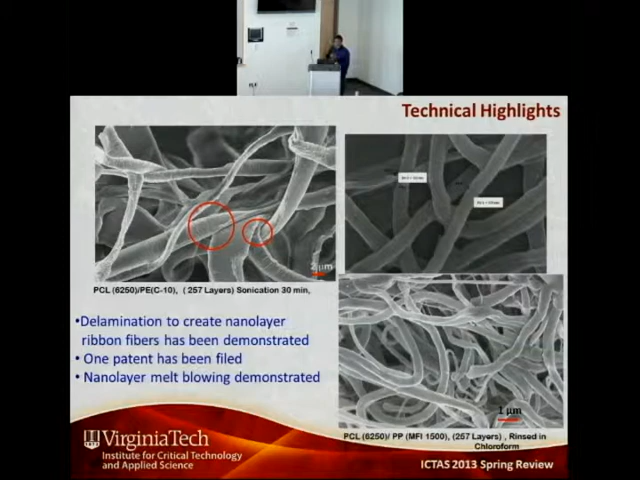 Technical Highlights
2 µm
PCL (6250)/PE(C-10), ( 257 Layers) Sonication 30 min,
•Delamination to create nanolayer
ribbon fibers has been demonstrated
• One patent has been filed
• Nanolayer melt blowing demonstrated
1 µm
PCL (6250)/ PP (MFI 1500), (257 Layers) , Rinsed in
Chloroform
VirginiaTech
Institute for Critical Technology
and Applied Science
ICTAS 2013 Spring Review